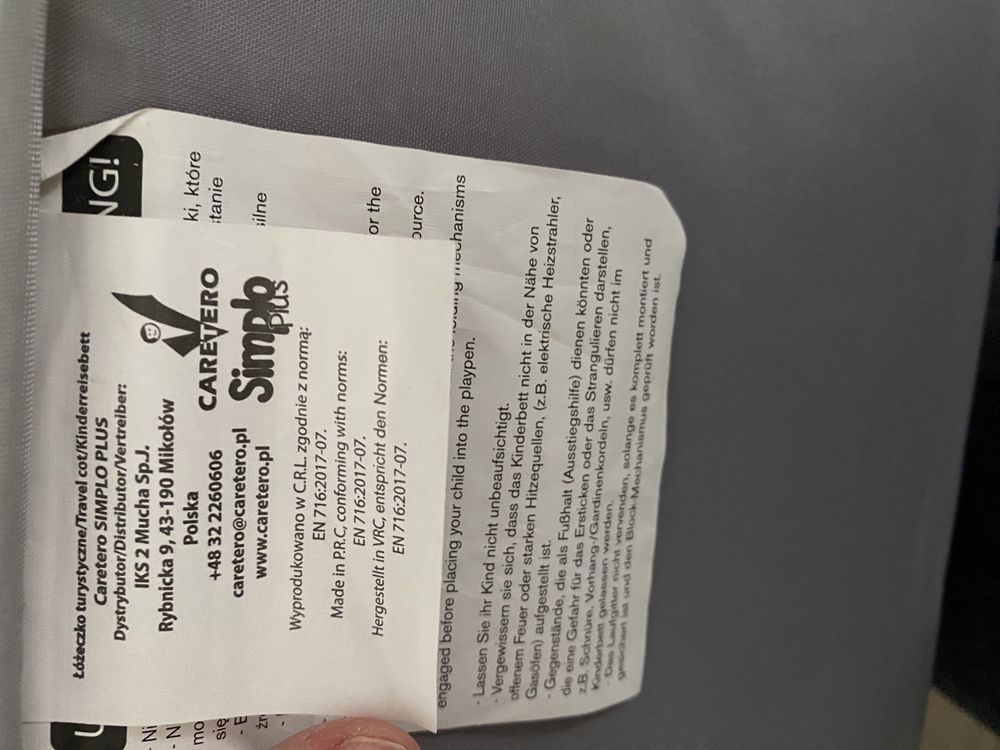 Łóżeczko turystyczne/Travel cot/Kinderreisebett
Caretero SIMPLO PLUS
Dystrybutor/Distributor/Vertreiber:
IKS 2 Mucha Sp.J.
Rybnicka 9, 43-190 Mikołów
Polska
+48 32 2260606
caretero@caretero.pl
www.caretero.pl
CARETERO
Simplo
plus
Wyprodukowano w C.R.L. zgodnie z normą:
EN 716:2017-07.
Made in P.R.C, conforming with norms:
EN 716:2017-07.
Hergestellt in VRC, entspricht den Normen:
EN 716:2017-07.
NG!
ki, które
tanie
silne
or the
ource.
mechanisms
engaged before placing your child into the playpen.
- Lassen Sie ihr Kind nicht unbeaufsichtigt.
- Vergewissern sie sich, dass das Kinderbett nicht in der Nähe von
offenem Feuer oder starken Hitzequellen, (z.B. elektrische Heizstrahler,
Gasöfen) aufgestellt ist.
- Gegenstände, die als Fußhalt (Ausstiegshilfe) dienen könnten oder
die eine Gefahr für das Ersticken oder das Strangulieren darstellen,
z.B. Schnüre, Vorhang-/Gardinenkordeln, usw. dürfen nicht im
Kinderbett gelassen werden.
- Das Laufgitter nicht vervenden, solange es komplett montiert und
gesichert ist und den Block-Mechanismus geprüft worden ist.